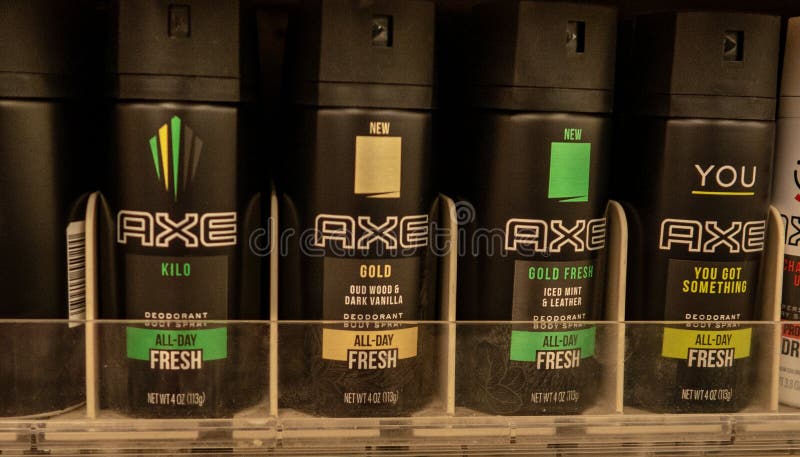 AXE
KILO
DEODORANT
BODY SPRAY
ALL-DAY
FRESH
NET WT 4 OZ (113g)
NEW
AXE
GOLD
OUD WOOD &
DARK VANILLA
DEODORANT
BODY SPRAY
ALL-DAY
FRESH
NET WT 4 OZ (113g)
NEW
AXE
GOLD FRESH
ICED MINT
& LEATHER
DEODORANT
BODY SPRAY
ALL-DAY
FRESH
NET WT 4 OZ (113g)
YOU
AXE
YOU GOT
SOMETHING
DEODORANT
BODY SPRAY
ALL-DAY
FRESH
NET WT 4 OZ (113g)
dreamstime